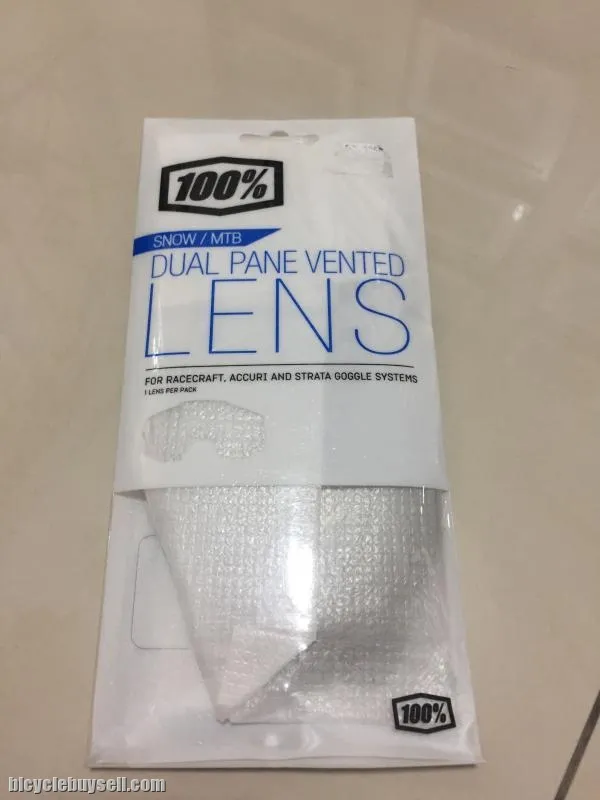 100%
SNOW / MTB
DUAL PANE VENTED
LENS
FOR RACECRAFT, ACCURI AND STRATA GOGGLE SYSTEMS
1 LENS PER PACK
100%
bicyclebuysell.com